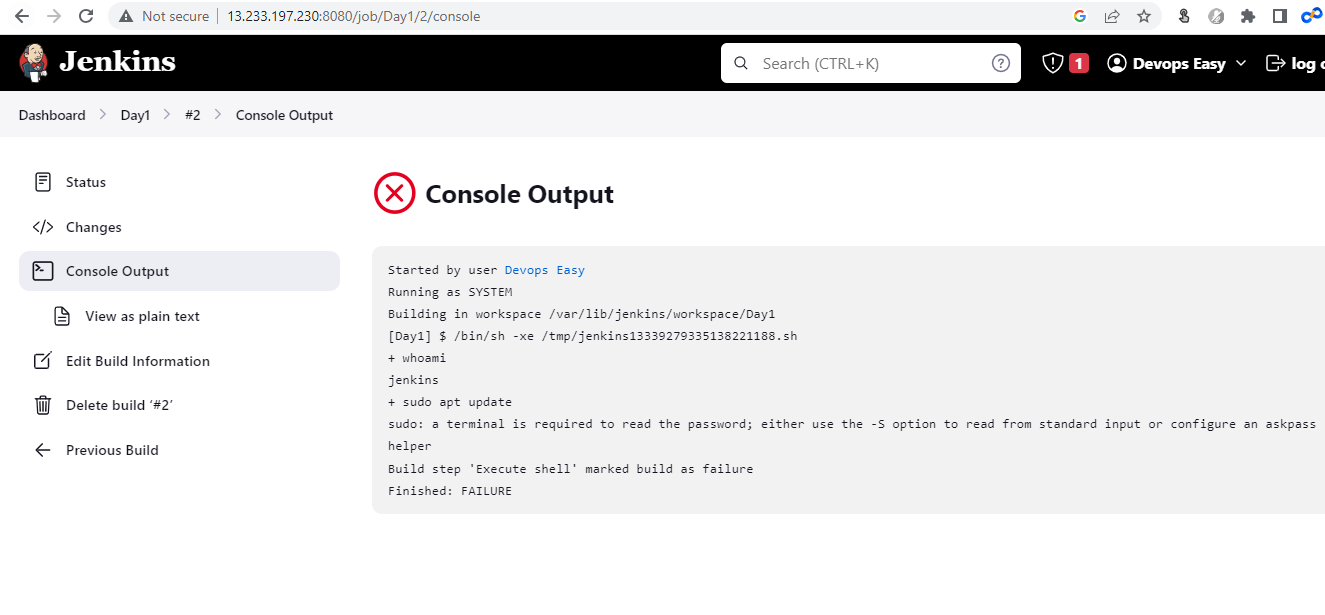 Not secure | 13.233.197.230:8080/job/Day1/2/console
Jenkins
Search (CTRL+K)
1
Devops Easy
log o
Dashboard > Day1 > #2 > Console Output
Status
Changes
Console Output
View as plain text
Edit Build Information
Delete build ‘#2’
Previous Build
Console Output
Started by user Devops Easy
Running as SYSTEM
Building in workspace /var/lib/jenkins/workspace/Day1
[Day1] $ /bin/sh -xe /tmp/jenkins13339279335138221188.sh
+ whoami
jenkins
+ sudo apt update
sudo: a terminal is required to read the password; either use the -S option to read from standard input or configure an askpass
helper
Build step 'Execute shell' marked build as failure
Finished: FAILURE